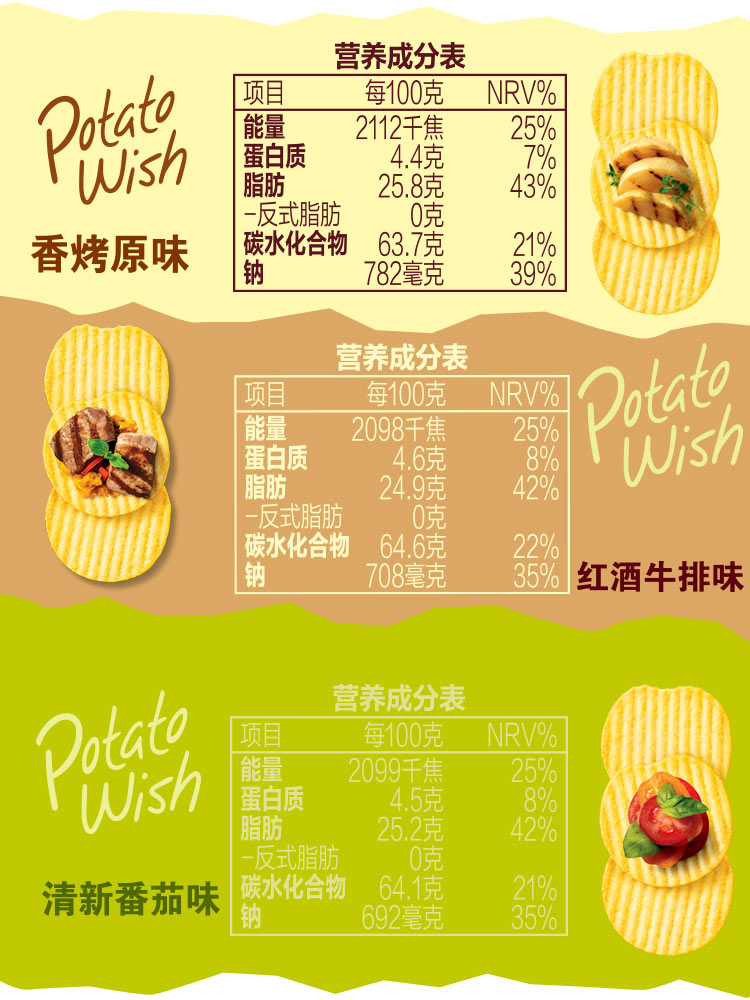 Potato
Wish
香烤原味
营养成分表
项目 每100克 NRV%
能量 2112千焦 25%
蛋白质 4.4克 7%
脂肪 25.8克 43%
-反式脂肪 0克
碳水化合物 63.7克 21%
钠 782毫克 39%
营养成分表
项目 每100克 NRV%
能量 2098千焦 25%
蛋白质 4.6克 8%
脂肪 24.9克 42%
-反式脂肪 0克
碳水化合物 64.6克 22%
钠 708毫克 35%
Potato
Wish
红酒牛排味
Potato
Wish
清新番茄味
营养成分表
项目 每100克 NRV%
能量 2099千焦 25%
蛋白质 4.5克 8%
脂肪 25.2克 42%
-反式脂肪 0克
碳水化合物 64.1克 21%
钠 692毫克 35%